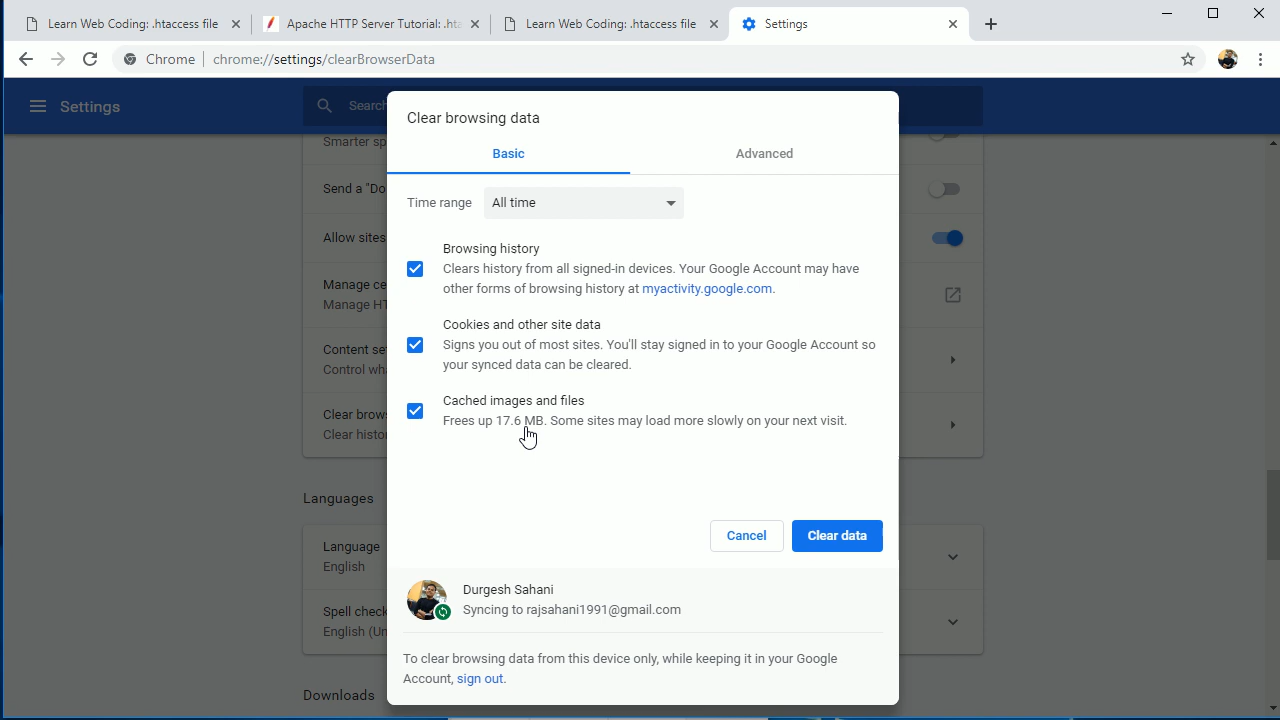 Learn Web Coding: .htaccess file
Apache HTTP Server Tutorial: .hta
Learn Web Coding: .htaccess file
Settings
Chrome
chrome://settings/clearBrowserData
Settings
Search
Clear browsing data
Basic
Advanced
Time range
All time
Browsing history
Clears history from all signed-in devices. Your Google Account may have
other forms of browsing history at myactivity.google.com.
Cookies and other site data
Signs you out of most sites. You'll stay signed in to your Google Account so
your synced data can be cleared.
Cached images and files
Frees up 17.6 MB. Some sites may load more slowly on your next visit.
Cancel
Clear data
Durgesh Sahani
Syncing to rajsahani1991@gmail.com
To clear browsing data from this device only, while keeping it in your Google
Account, sign out.
Smarter sp
Send a "Do
Allow sites
Manage ce
Manage HT
Content se
Control wh
Clear brow
Clear histo
Languages
Language
English
Spell check
English (Un
Downloads